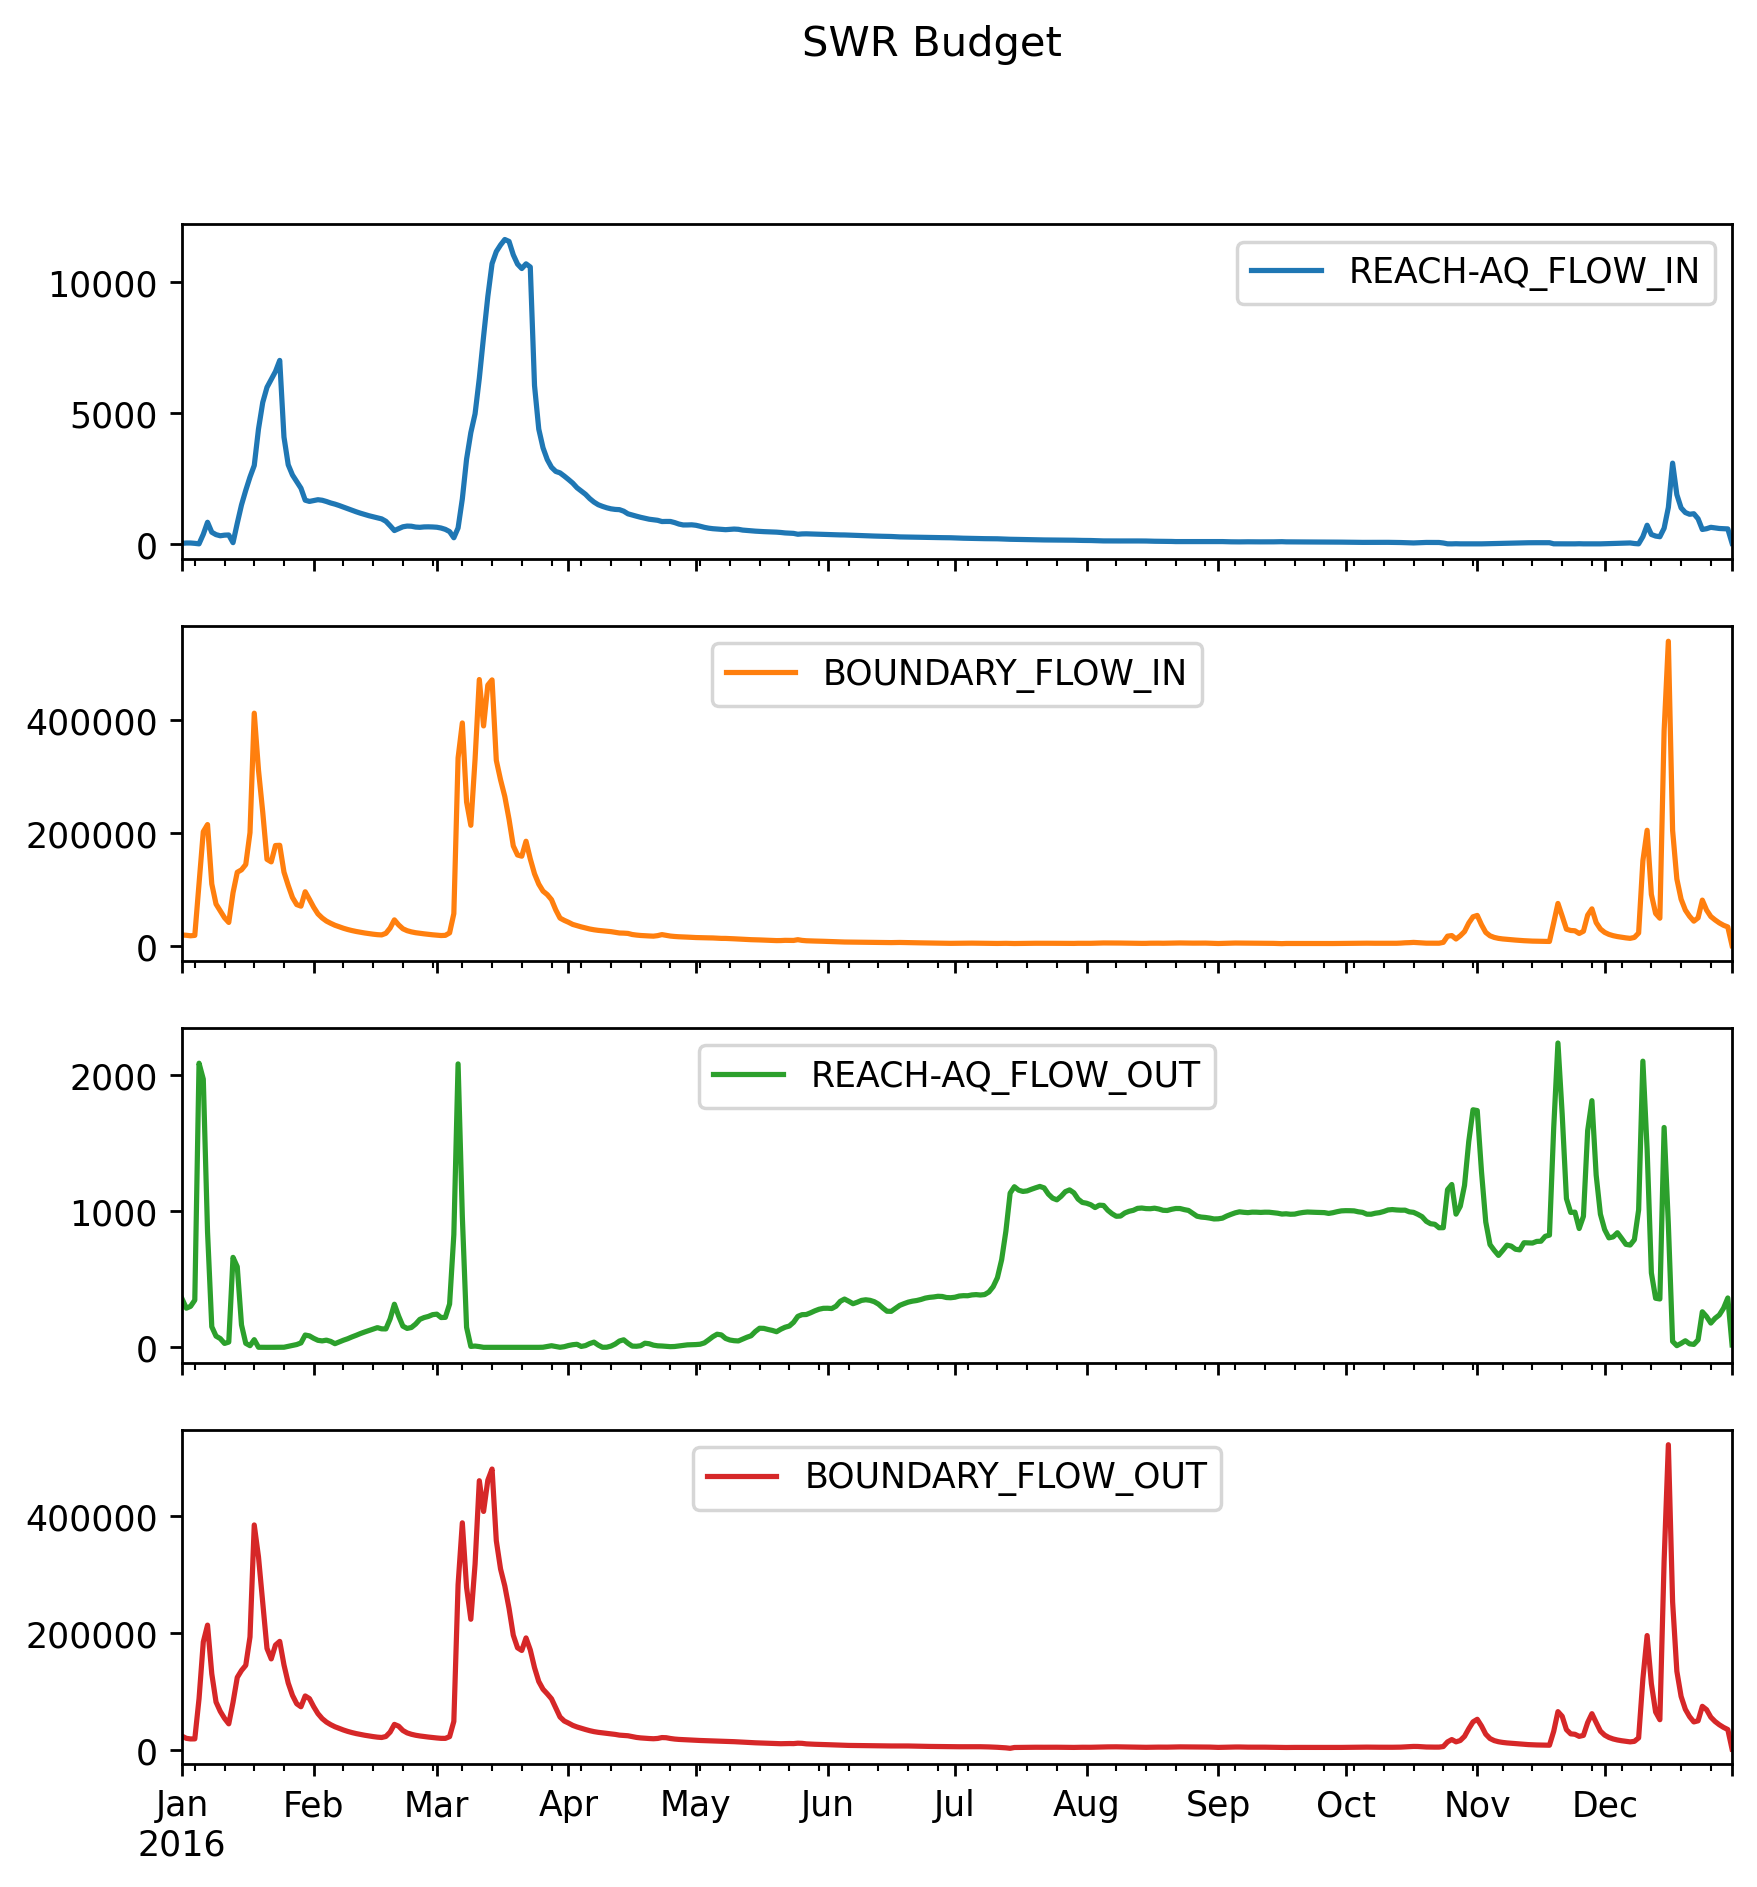 SWR Budget
REACH-AQ_FLOW_IN
10000
5000
0
BOUNDARY_FLOW_IN
400000
200000
0
REACH-AQ_FLOW_OUT
2000
1000
0
BOUNDARY_FLOW_OUT
400000
200000
0
Jan Feb Mar Apr May Jun Jul Aug Sep Oct Nov Dec
2016